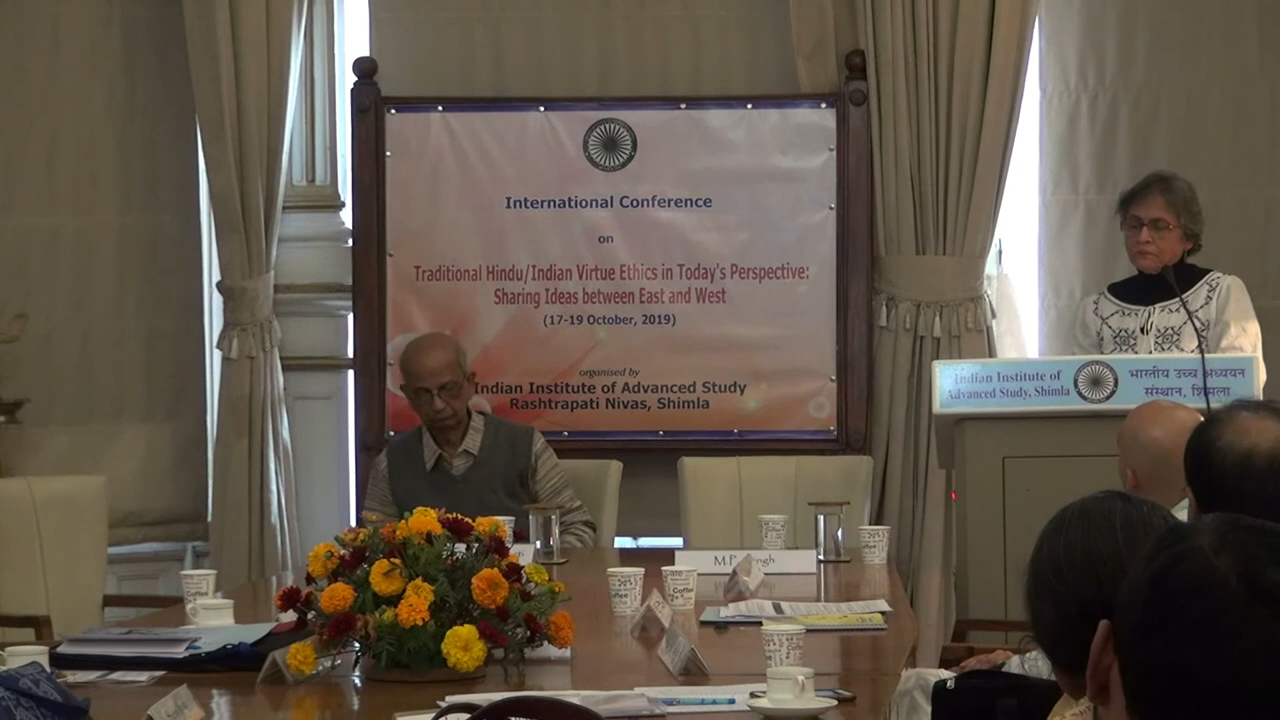 International Conference
on
Traditional Hindu/Indian Virtue Ethics in Today's Perspective:
Sharing Ideas between East and West
(17-19 October, 2019)
organised by
Indian Institute of Advanced Study
Rashtrapati Nivas, Shimla
Indian Institute of
Advanced Study, Shimla
भारतीय उच्च अध्ययन
संस्थान, शिमला
Coffee